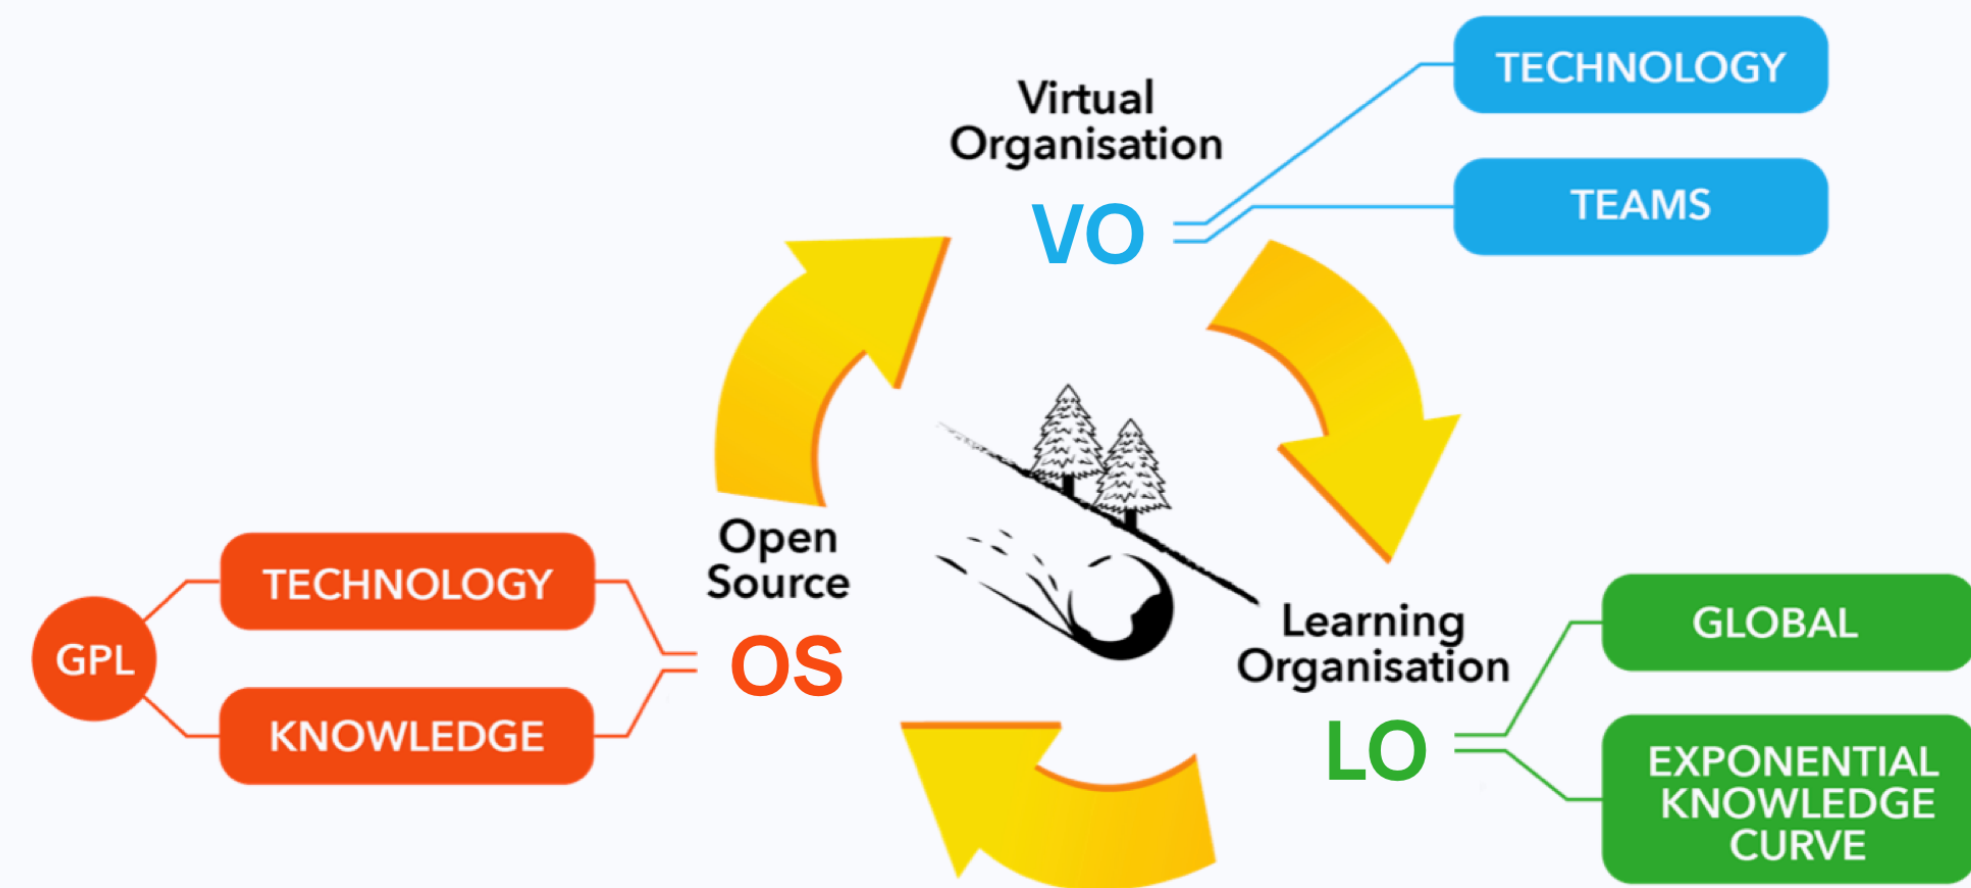 Virtual
Organisation
VO
TECHNOLOGY
TEAMS
Open
Source
OS
TECHNOLOGY
KNOWLEDGE
GPL
Learning
Organisation
LO
GLOBAL
EXPONENTIAL
KNOWLEDGE
CURVE